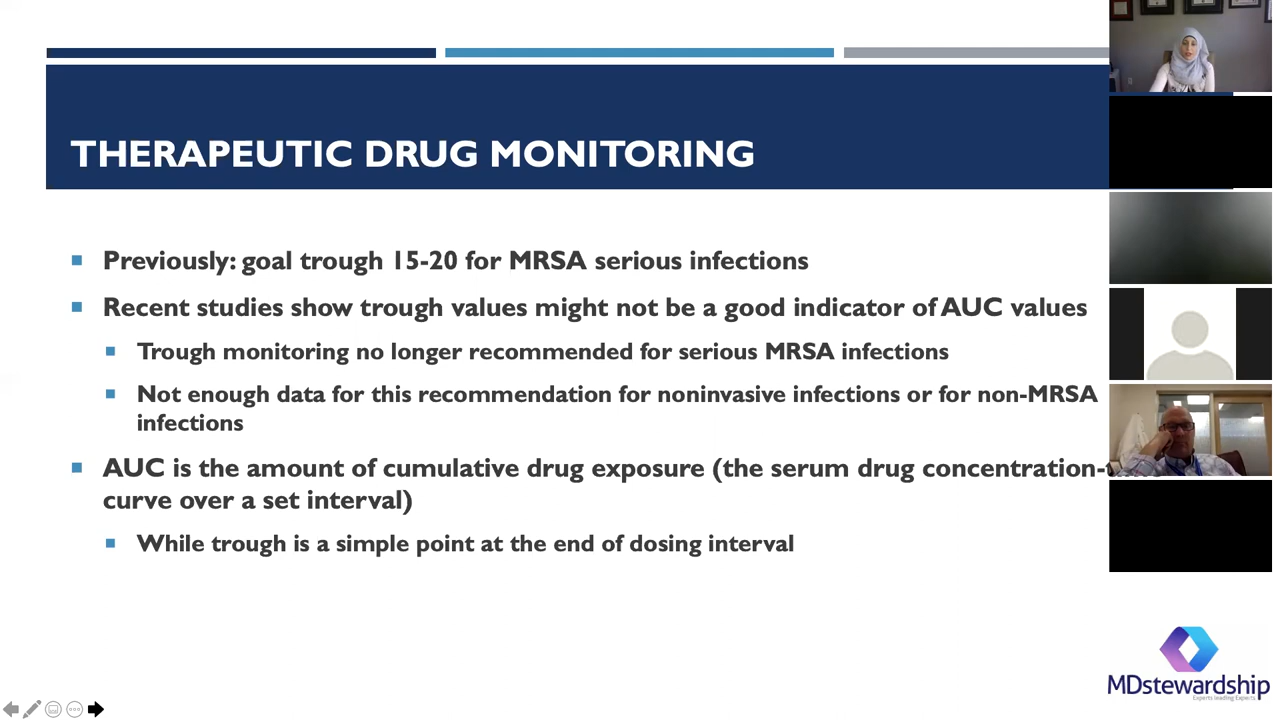 THERAPEUTIC DRUG MONITORING
Previously: goal trough 15-20 for MRSA serious infections
Recent studies show trough values might not be a good indicator of AUC values
Trough monitoring no longer recommended for serious MRSA infections
Not enough data for this recommendation for noninvasive infections or for non-MRSA
infections
AUC is the amount of cumulative drug exposure (the serum drug concentration-
curve over a set interval)
While trough is a simple point at the end of dosing interval
MDstewardship
Experts leading Experts